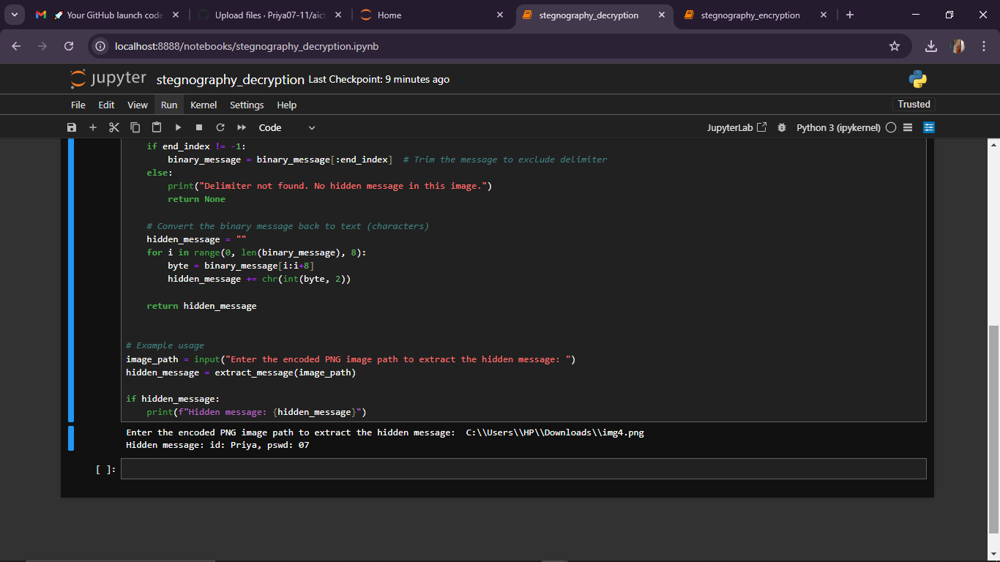 Your GitHub launch code
Upload files · Priya07-11/aict
Home
stegnography_decryption
stegnography_encryption
localhost:8888/notebooks/stegnography_decryption.ipynb
jupyter stegnography_decryption Last Checkpoint: 9 minutes ago
File Edit View Run Kernel Settings Help
Trusted
Code
JupyterLab
Python 3 (ipykernel)
if end_index != -1:
binary_message = binary_message[:end_index]  # Trim the message to exclude delimiter
else:
print("Delimiter not found. No hidden message in this image.")
return None
# Convert the binary message back to text (characters)
hidden_message = ""
for i in range(0, len(binary_message), 8):
byte = binary_message[i:i+8]
hidden_message += chr(int(byte, 2))
return hidden_message
# Example usage
image_path = input("Enter the encoded PNG image path to extract the hidden message: ")
hidden_message = extract_message(image_path)
if hidden_message:
print(f"Hidden message: {hidden_message}")
Enter the encoded PNG image path to extract the hidden message:  C:\\Users\\HP\\Downloads\\img4.png
Hidden message: id: Priya, pswd: 07
[ ]: